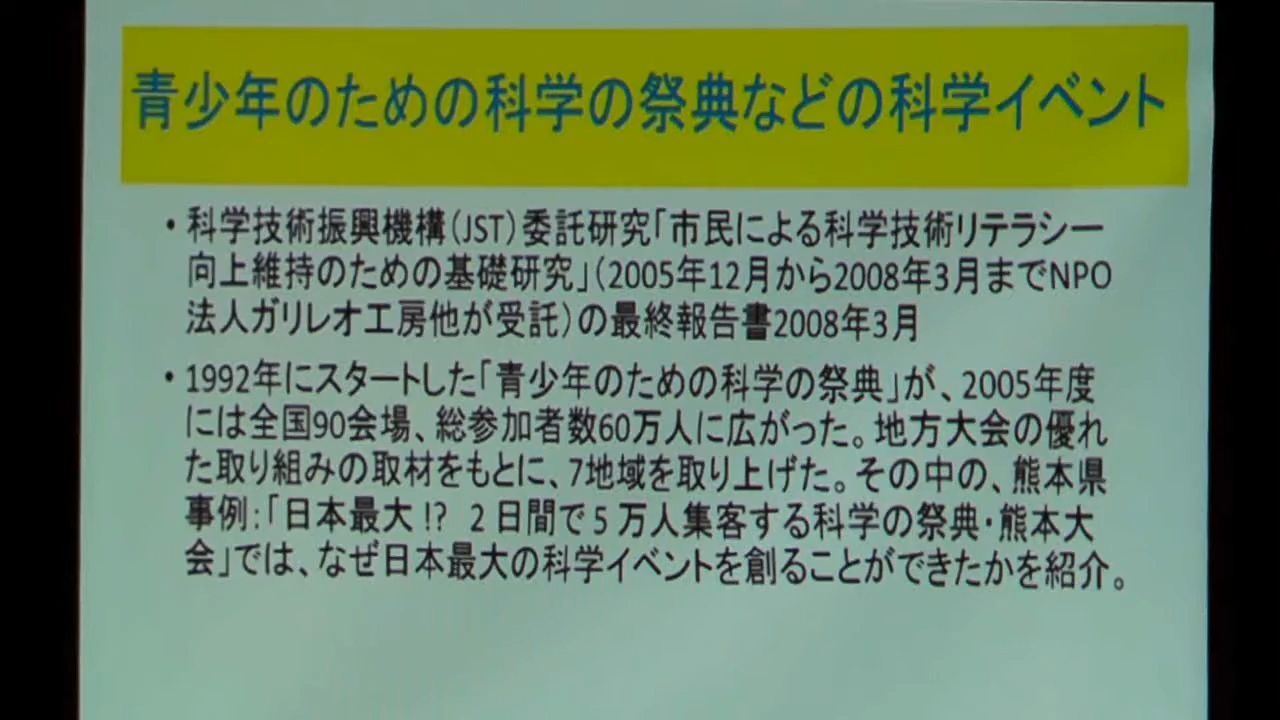 青少年のための科学の祭典などの科学イベント
・科学技術振興機構(JST)委託研究「市民による科学技術リテラシー
向上維持のための基礎研究」(2005年12月から2008年3月までNPO
法人ガリレオ工房他が受託)の最終報告書2008年3月
・1992年にスタートした「青少年のための科学の祭典」が、2005年度
には全国90会場、総参加者数60万人に広がった。地方大会の優れ
た取り組みの取材をもとに、7地域を取り上げた。その中の、熊本県
事例:「日本最大!? 2日間で5万人集客する科学の祭典・熊本大
会」では、なぜ日本最大の科学イベントを創ることができたかを紹介。